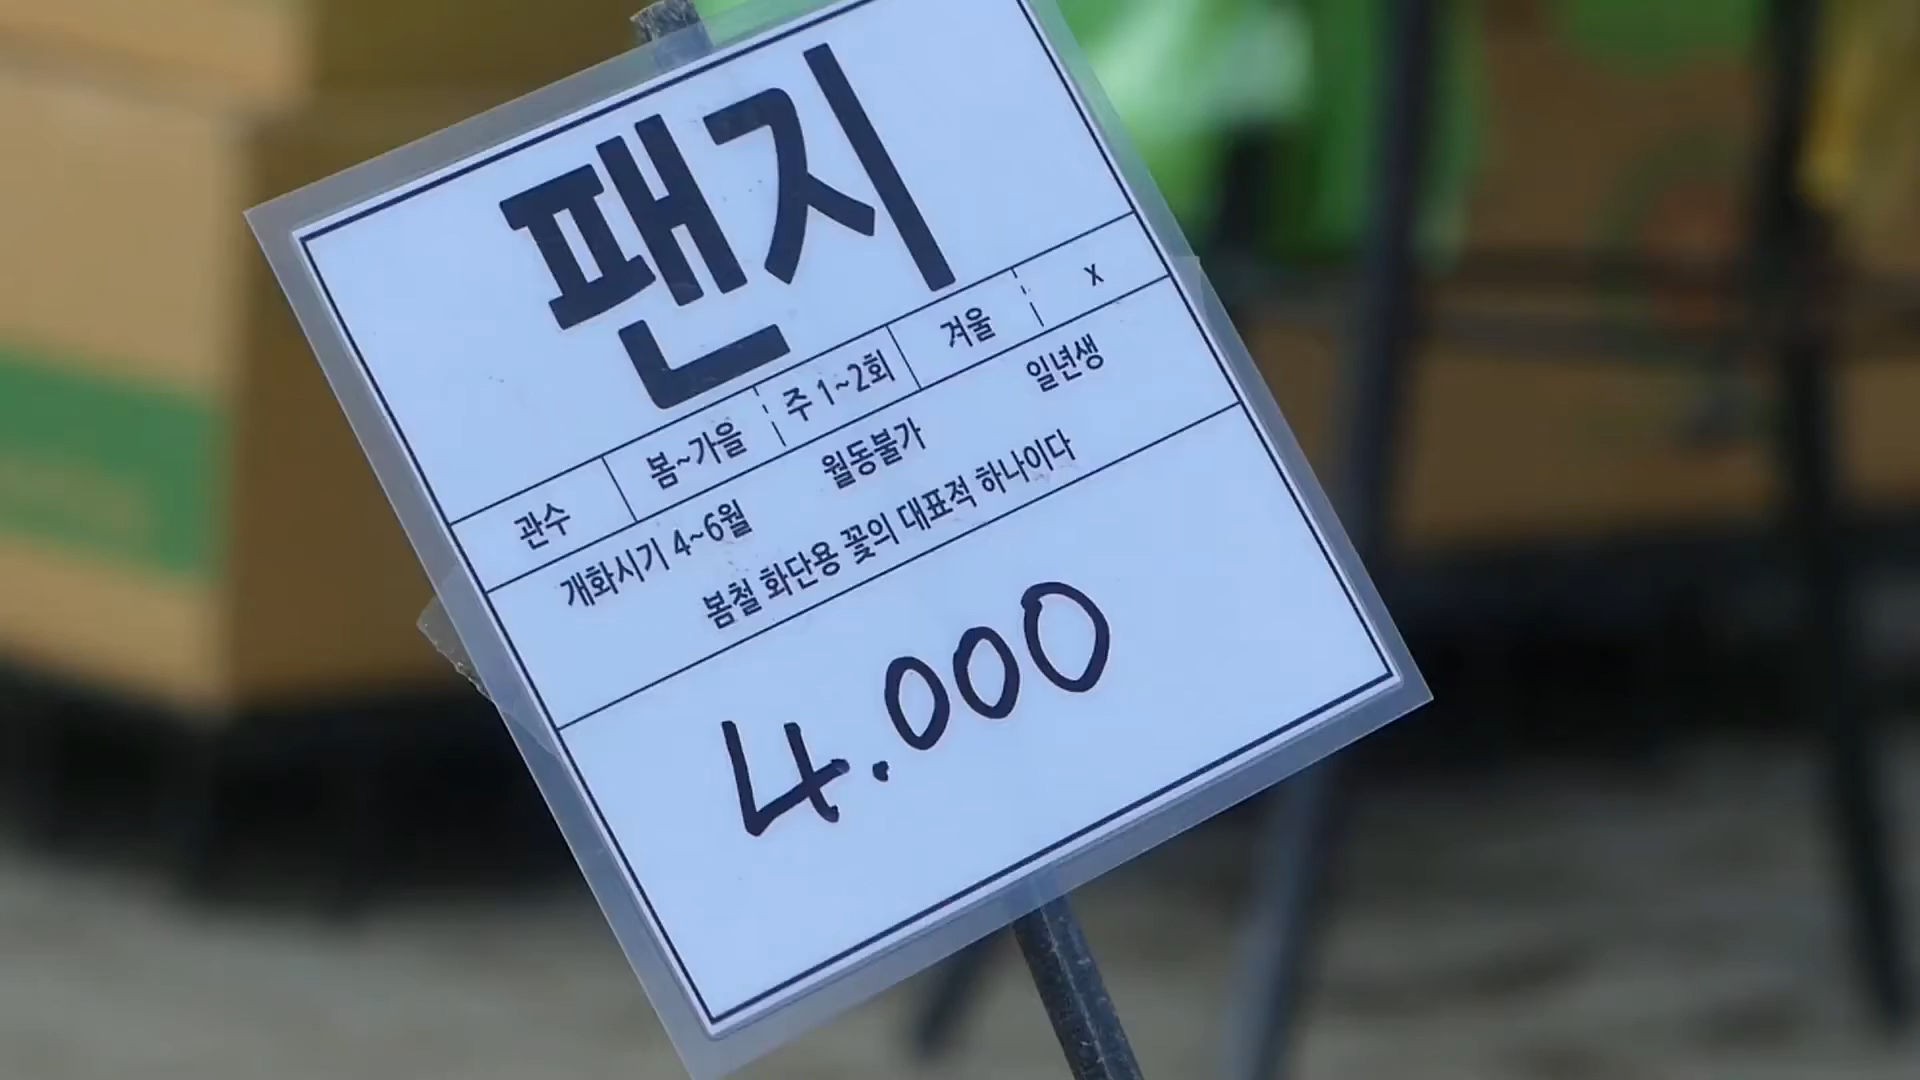 팬지
관수 봄~가을 주 1~2회 겨울 x
개화시기 4~6월 월동불가 일년생
봄철 화단용 꽃의 대표적 하나이다
4.000